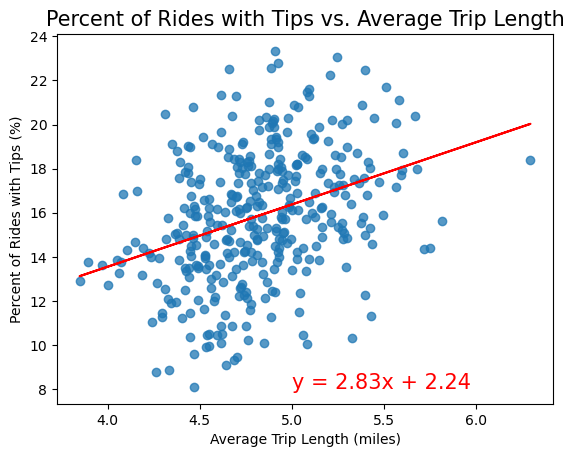 Percent of Rides with Tips vs. Average Trip Length
Percent of Rides with Tips (%)
24
22
20
18
16
14
12
10
8
y = 2.83x + 2.24
4.0 4.5 5.0 5.5 6.0
Average Trip Length (miles)